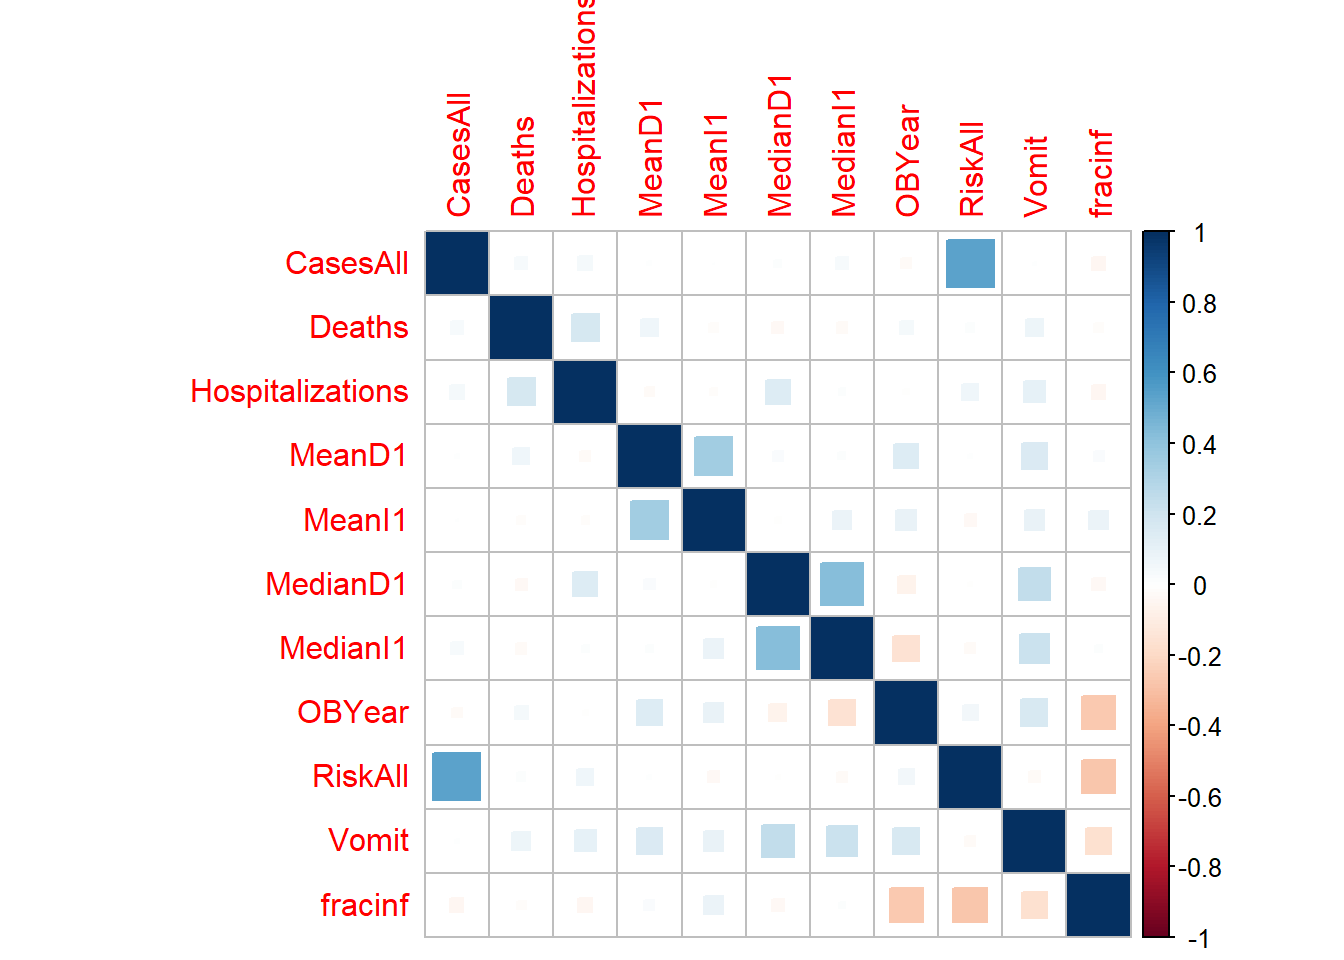 CasesAll
Deaths
Hospitalizations
MeanD1
MeanI1
MedianD1
MedianI1
OBYear
RiskAll
Vomit
fracinf
CasesAll
Deaths
Hospitalizations
MeanD1
MeanI1
MedianD1
MedianI1
OBYear
RiskAll
Vomit
fracinf
1
0.8
0.6
0.4
0.2
0
-0.2
-0.4
-0.6
-0.8
-1